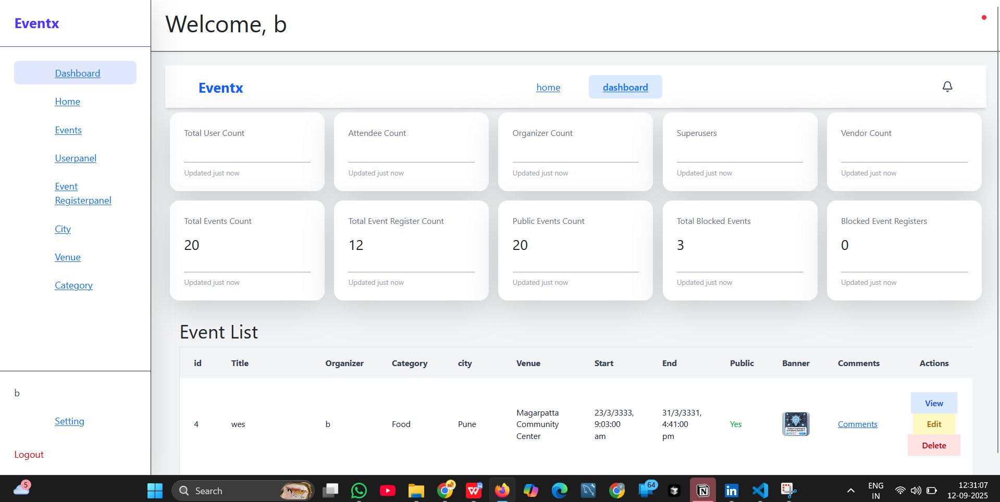 Eventx
Dashboard
Home
Events
Userpanel
Event
Registerpanel
City
Venue
Category
b
Setting
Logout
Welcome, b
Eventx
home
dashboard
Total User Count
Updated just now
Attendee Count
Updated just now
Organizer Count
Updated just now
Superusers
Updated just now
Vendor Count
Updated just now
Total Events Count
20
Updated just now
Total Event Register Count
12
Updated just now
Public Events Count
20
Updated just now
Total Blocked Events
3
Updated just now
Blocked Event Registers
0
Updated just now
Event List
id Title Organizer Category city Venue Start End Public Banner Comments Actions
4
wes
b
Food
Pune
Magarpatta
Community
Center
23/3/3333,
9:03:00
am
31/3/3331,
4:41:00
pm
Yes
Comments
View
Edit
Delete
5
Search
64
ENG
IN
12:31:07
12-09-2025